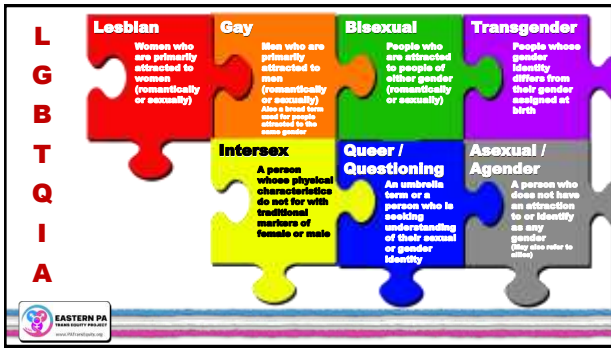 L
G
B
T
Q
I
A
Lesbian
Women who
are primarily
attracted to
women
(romantically
or sexually)
Gay
Men who are
primarily
attracted to
men
(romantically
or sexually)
Also a broad term
used for people
attracted to the
same gender
Bisexual
People who
are attracted
to people of
either gender
(romantically
or sexually)
Transgender
People whose
gender
identity
differs from
their gender
assigned at
birth
Intersex
A person
whose physical
characteristics
do not for with
traditional
markers of
female or male
Queer /
Questioning
An umbrella
term or a
person who is
seeking
understanding
of their sexual
or gender
identity
Asexual /
Agender
A person who
does not have
an attraction
to or identify
as any
gender
(May also refer to
allies)
EASTERN PA
TRANS EQUITY PROJECT
www.PATransEquity.org